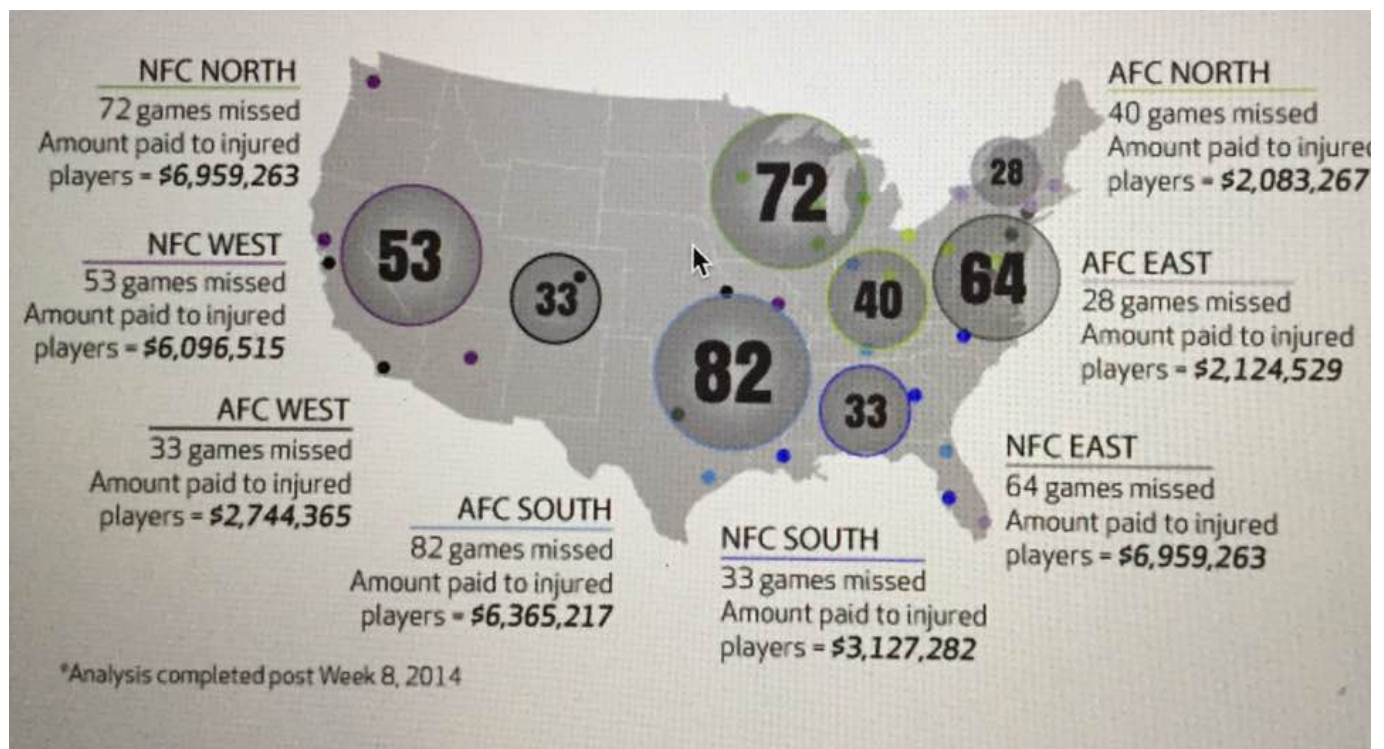 NFC NORTH
72 games missed
Amount paid to injured
players = $6,959,263
NFC WEST
53 games missed
Amount paid to injured
players = $6,096,515
AFC WEST
33 games missed
Amount paid to injured
players = $2,744,365
AFC SOUTH
82 games missed
Amount paid to injured
players = $6,365,217
NFC SOUTH
33 games missed
Amount paid to injured
players = $3,127,282
AFC NORTH
40 games missed
Amount paid to injured
players = $2,083,267
AFC EAST
28 games missed
Amount paid to injured
players = $2,124,529
NFC EAST
64 games missed
Amount paid to injured
players = $6,959,263
53
33
72
82
40
33
28
64
*Analysis completed post Week 8, 2014